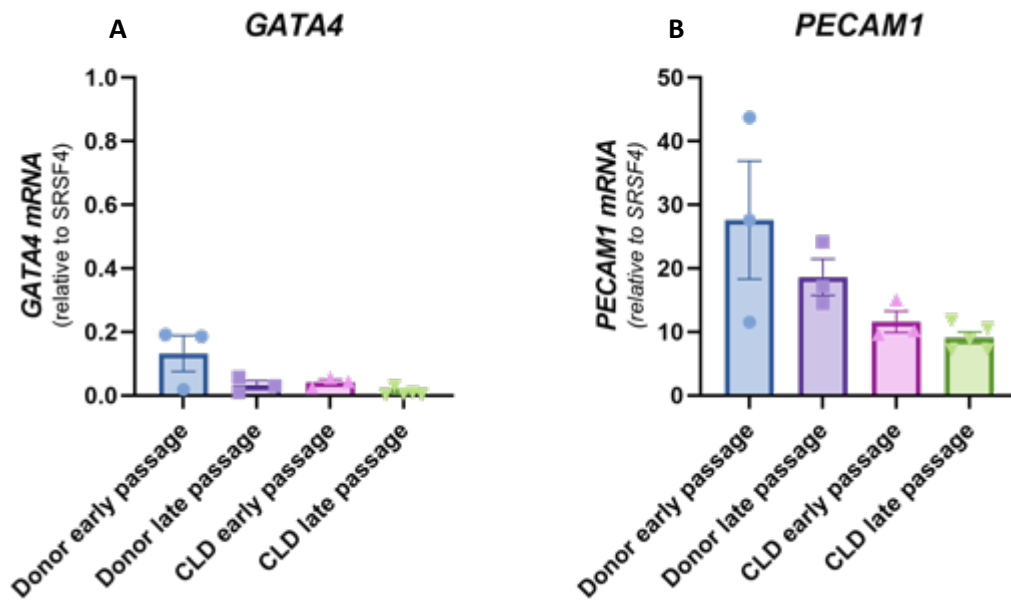 A
GATA4
GATA4 mRNA
(relative to SRSF4)
1.0
0.8
0.6
0.4
0.2
0.0
Donor early passage
Donor late passage
CLD early passage
CLD late passage
B
PECAM1
PECAM1 mRNA
(relative to SRSF4)
50
40
30
20
10
0
Donor early passage
Donor late passage
CLD early passage
CLD late passage